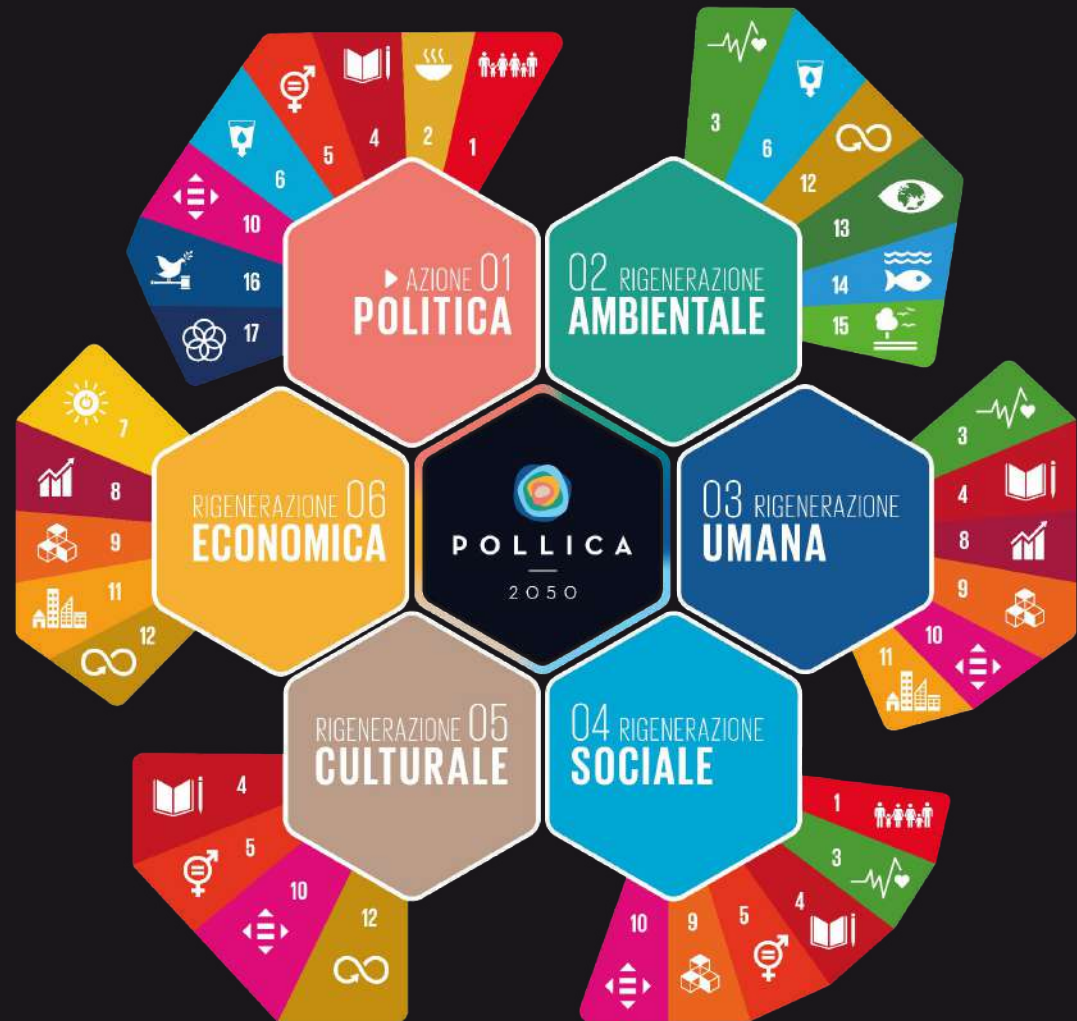 1
2
4
5
6
10
16
17
▶ AZIONE 01
POLITICA
3
6
12
13
14
15
02 RIGENERAZIONE
AMBIENTALE
3
4
8
9
10
11
03 RIGENERAZIONE
UMANA
1
3
4
5
9
10
04 RIGENERAZIONE
SOCIALE
4
5
10
12
RIGENERAZIONE 05
CULTURALE
7
8
9
11
12
RIGENERAZIONE 06
ECONOMICA
POLLICA
2050